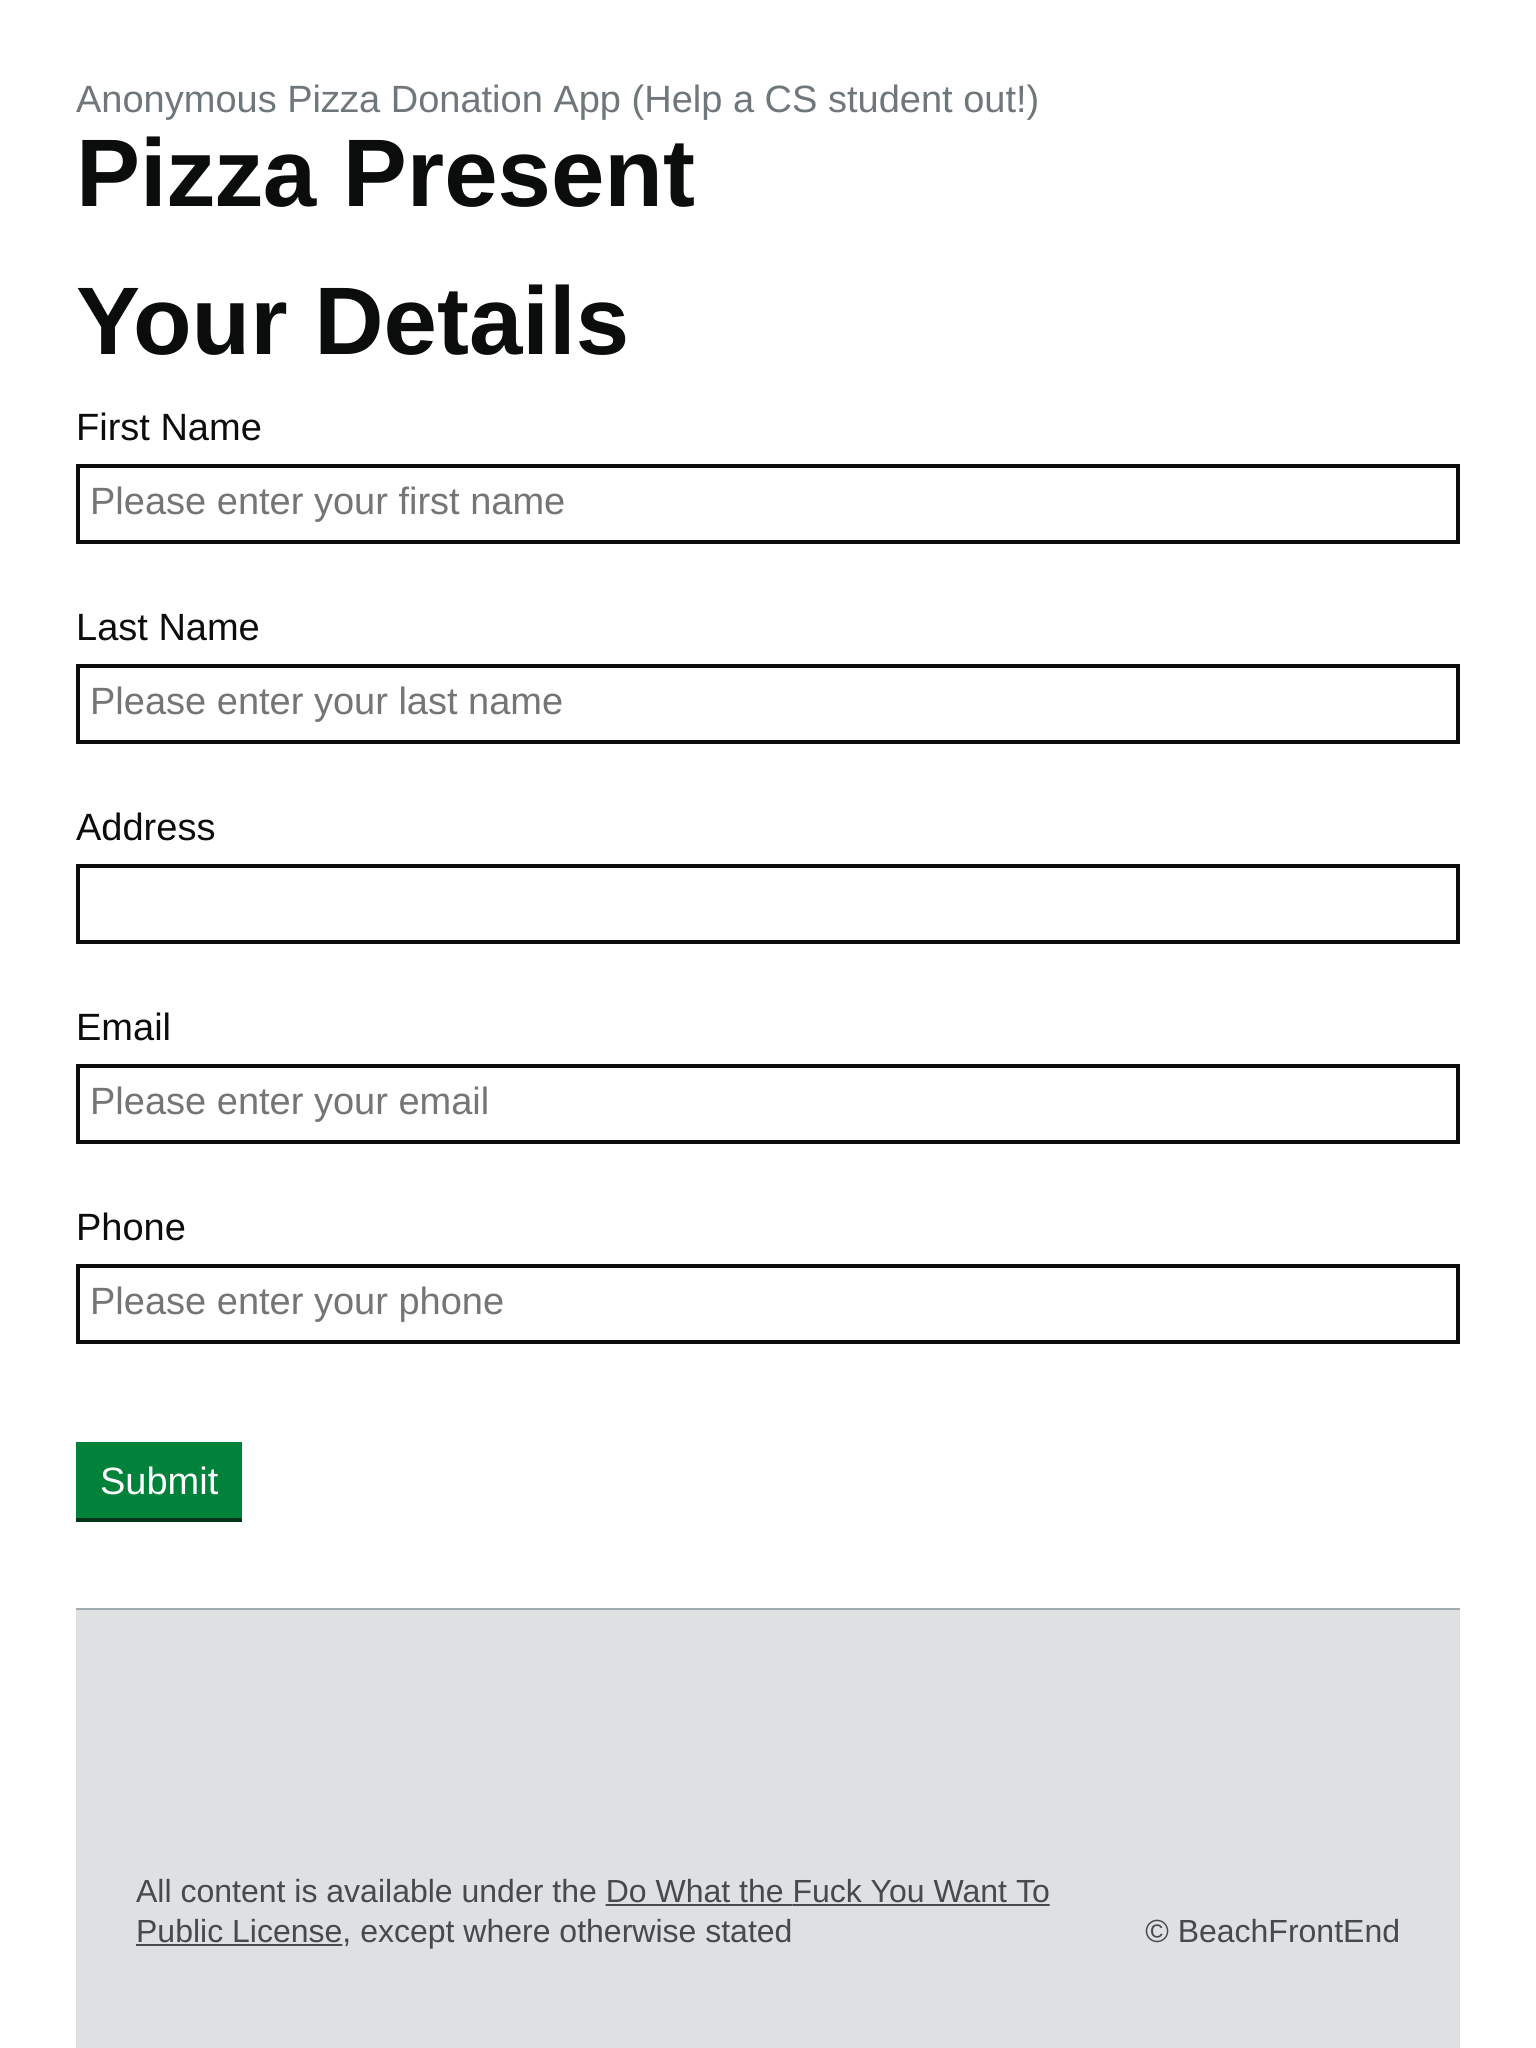 Anonymous Pizza Donation App (Help a CS student out!)
Pizza Present
Your Details
First Name
Please enter your first name
Last Name
Please enter your last name
Address
Email
Please enter your email
Phone
Please enter your phone
Submit
All content is available under the Do What the Fuck You Want To
Public License, except where otherwise stated
© BeachFrontEnd